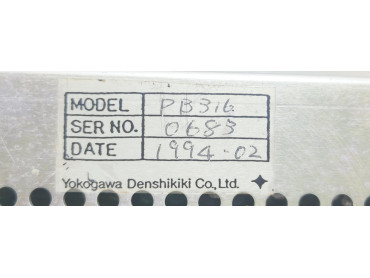 MODEL PB316
SER NO. 0683
DATE 1994-02
Yokogawa Denshikiki Co., Ltd.